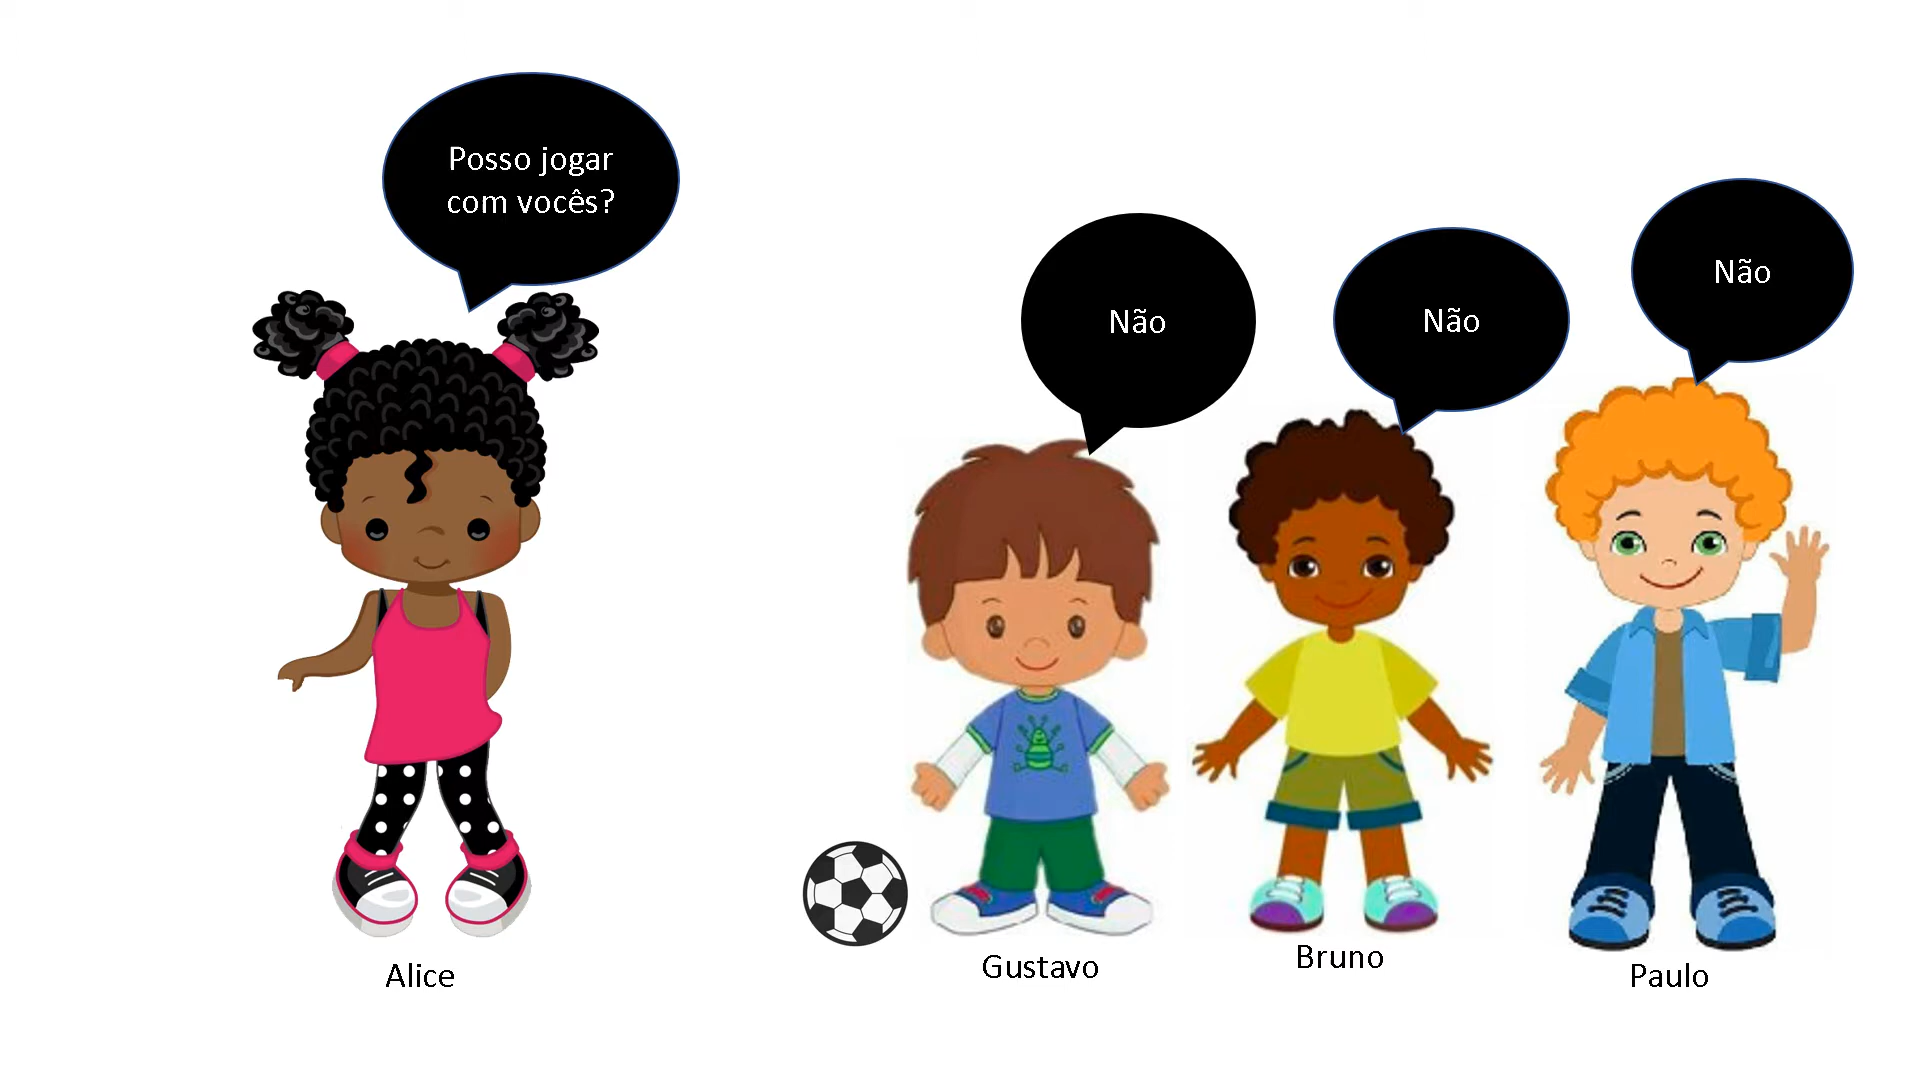 Posso jogar
com vocês?
Não
Não
Não
Alice
Gustavo
Bruno
Paulo